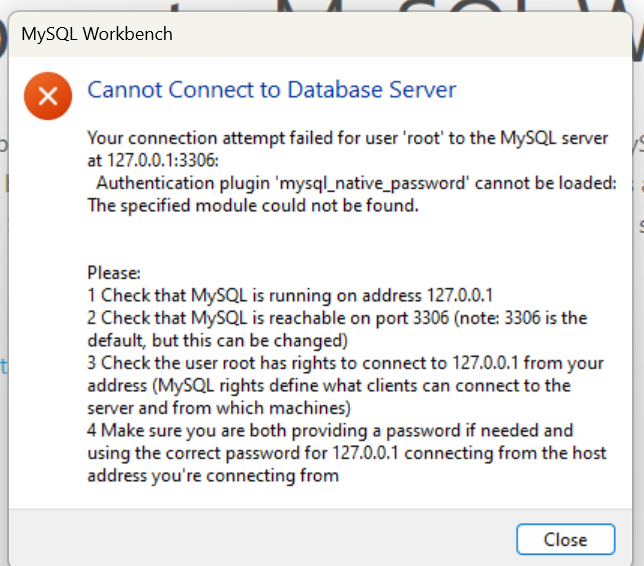 MySQL Workbench
Cannot Connect to Database Server
Your connection attempt failed for user 'root' to the MySQL server
at 127.0.0.1:3306:
Authentication plugin 'mysql_native_password' cannot be loaded:
The specified module could not be found.
Please:
1 Check that MySQL is running on address 127.0.0.1
2 Check that MySQL is reachable on port 3306 (note: 3306 is the
default, but this can be changed)
3 Check the user root has rights to connect to 127.0.0.1 from your
address (MySQL rights define what clients can connect to the
server and from which machines)
4 Make sure you are both providing a password if needed and
using the correct password for 127.0.0.1 connecting from the host
address you're connecting from
Close